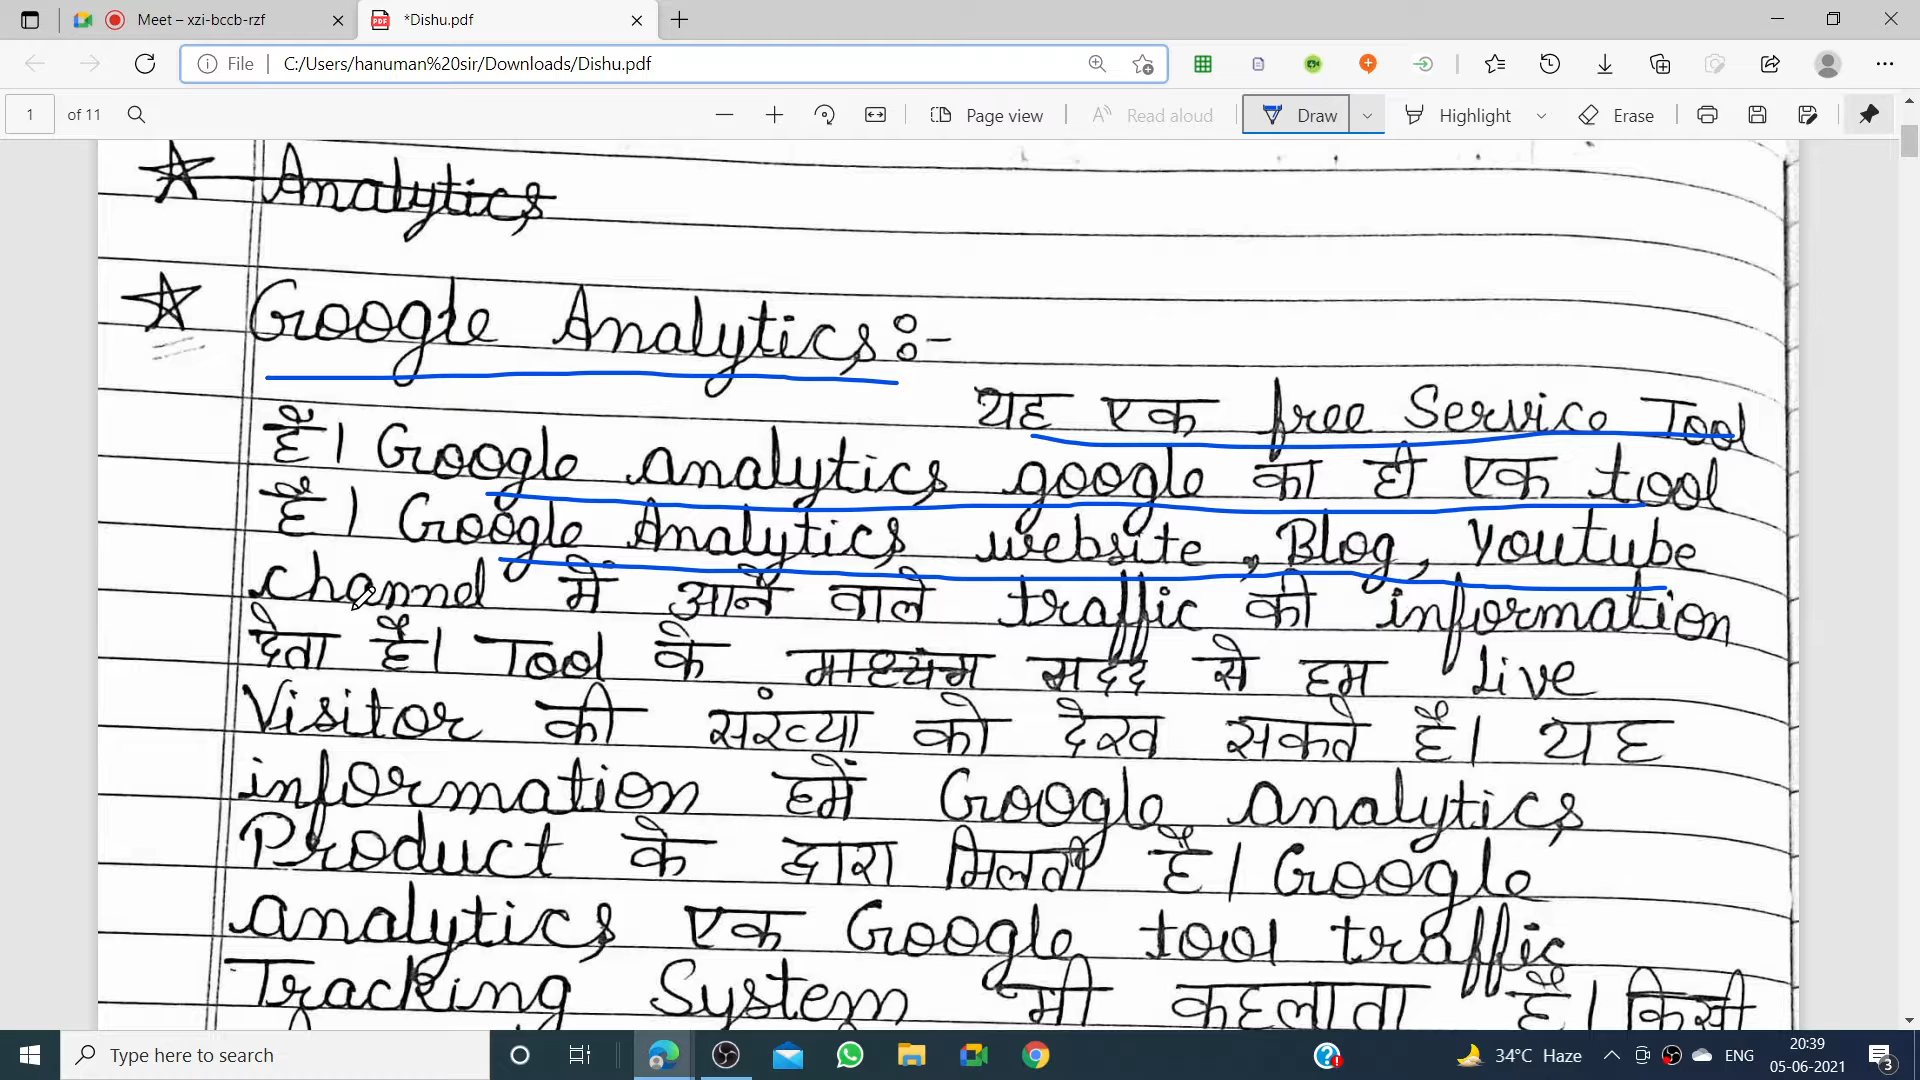 Meet – xzi-bccb-rzf
*Dishu.pdf
File
C:/Users/hanuman%20sir/Downloads/Dishu.pdf
1 of 11
Page view
Read aloud
Draw
Highlight
Erase
Analytics
Google Analytics :-
यह एक free Service Tool
है। Google analytics google का ही एक tool
है। Google Analytics website, Blog, Youtube
channel में आने वाले traffic की information
देता है। Tool के माध्यम मदद से हम Live
Visitor की संख्या को देख सकते है। यह
information हमें Google analytics
Product के द्वारा मिलती है। Google
analytics एक Google tool traffic
Tracking System भी कहलाता है। किसी
Type here to search
34°C Haze
ENG
20:39
05-06-2021
3